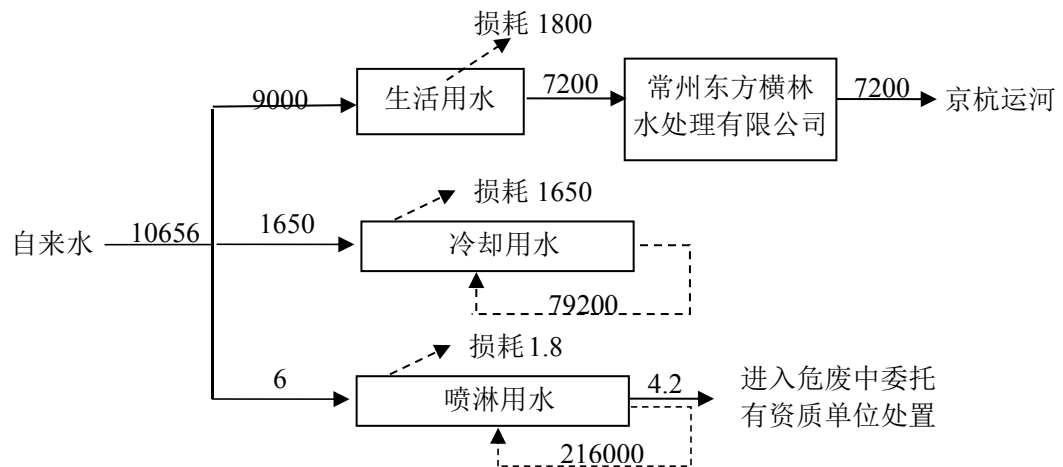 损耗 1800
9000
生活用水
7200
常州东方横林
水处理有限公司
7200
京杭运河
自来水
10656
1650
损耗 1650
冷却用水
79200
6
损耗 1.8
喷淋用水
4.2
进入危废中委托
有资质单位处置
216000